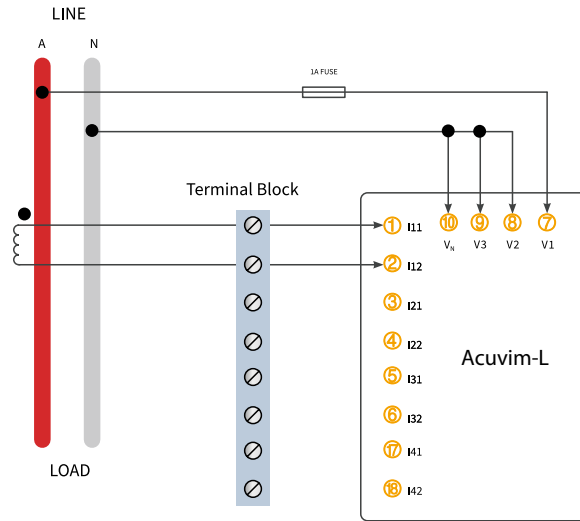 LINE
A N
1A FUSE
Terminal Block
10 9 8 7
VN V3 V2 V1
1 I11
2 I12
3 I21
4 I22
5 I31
6 I32
17 I41
18 I42
Acuvim-L
LOAD